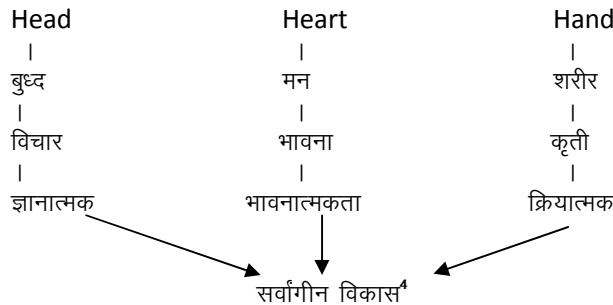 Head Heart Hand
| | |
बुध्द मन शरीर
| | |
विचार भावना कृती
| | |
ज्ञानात्मक भावनात्मकता क्रियात्मक
सर्वांगीन विकास⁴